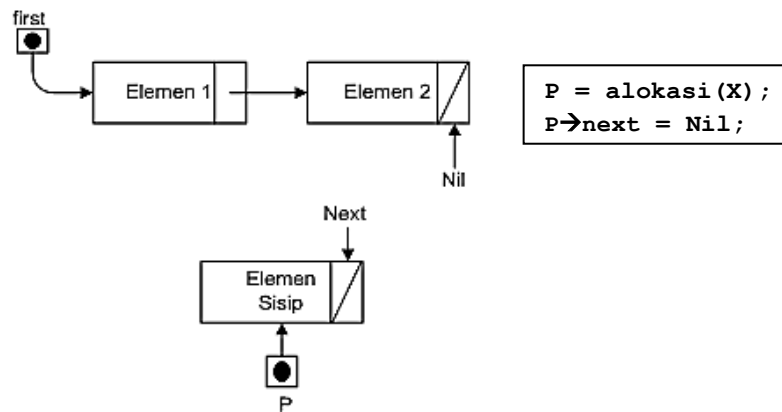 first
Elemen 1
Elemen 2
P = alokasi(X);
P→next = Nil;
Nil
Next
Elemen
Sisip
P